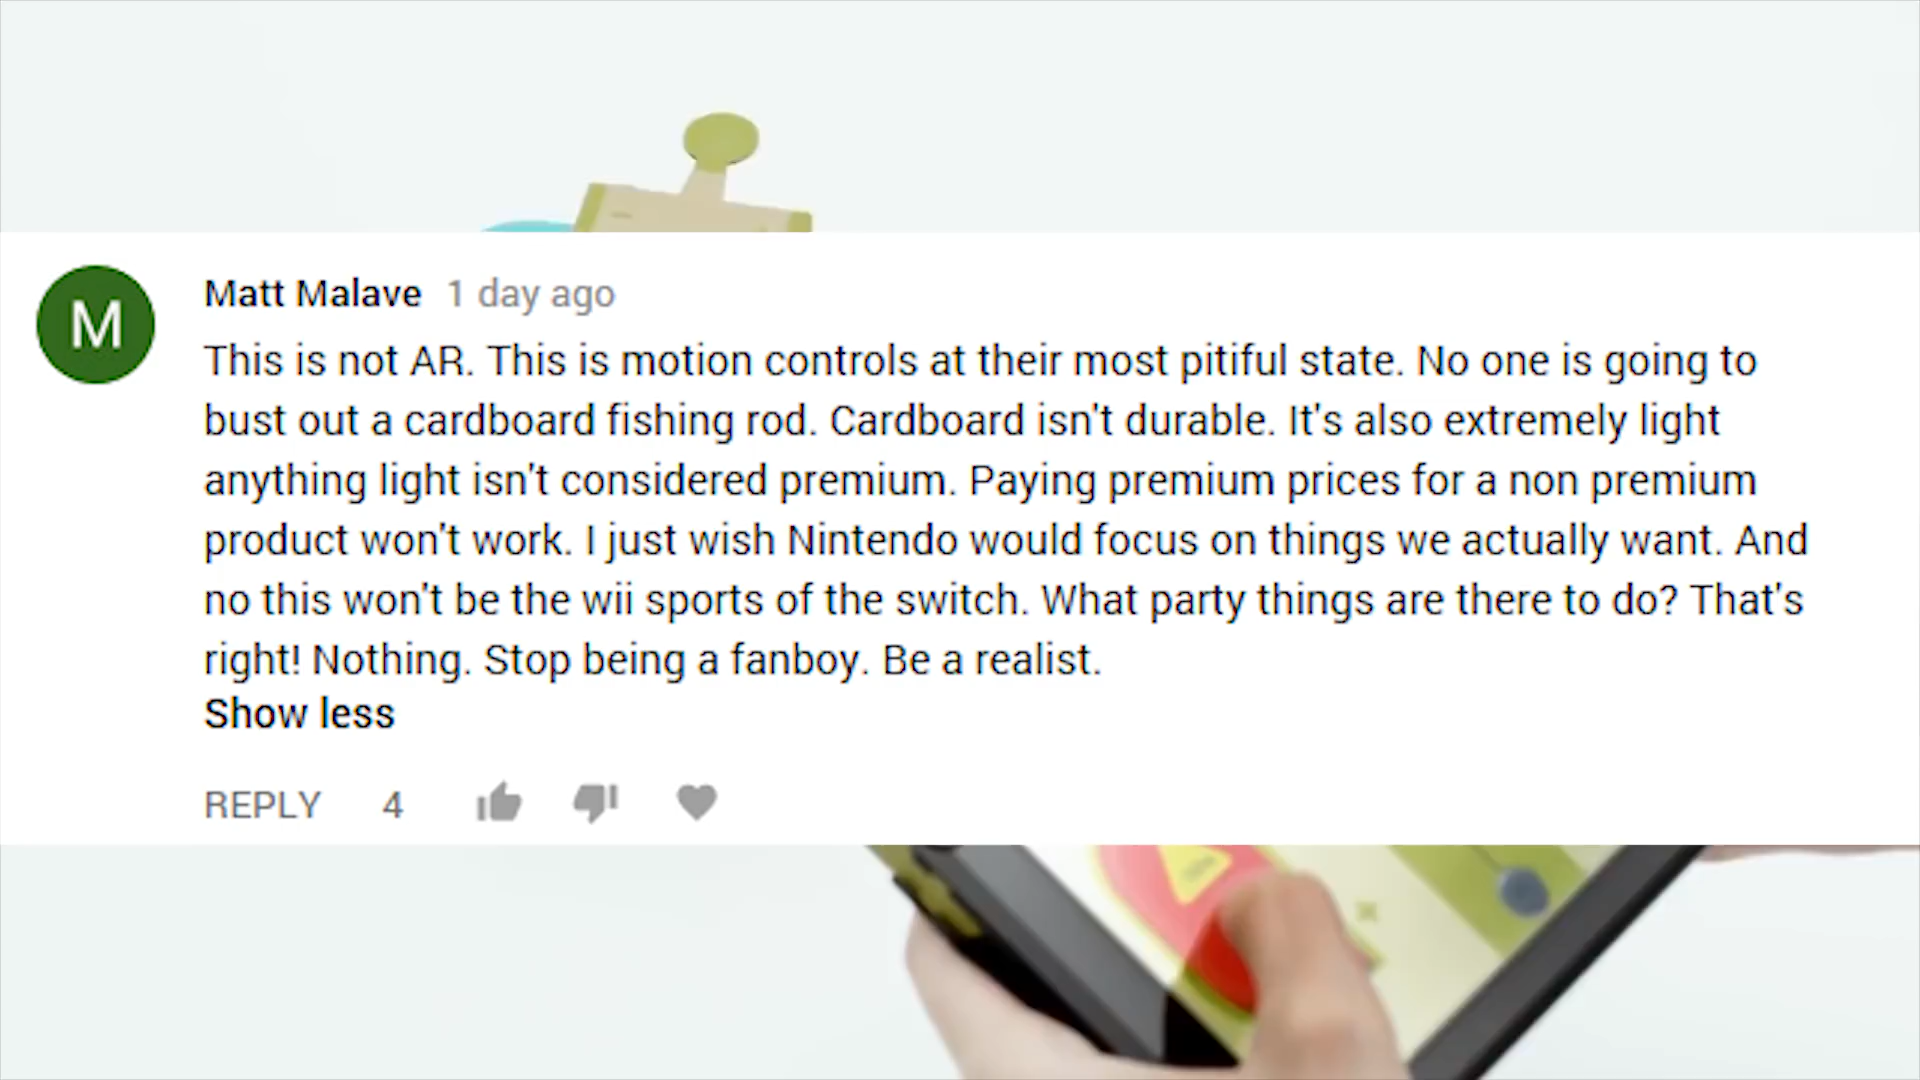 M
Matt Malave 1 day ago
This is not AR. This is motion controls at their most pitiful state. No one is going to
bust out a cardboard fishing rod. Cardboard isn't durable. It's also extremely light
anything light isn't considered premium. Paying premium prices for a non premium
product won't work. I just wish Nintendo would focus on things we actually want. And
no this won't be the wii sports of the switch. What party things are there to do? That's
right! Nothing. Stop being a fanboy. Be a realist.
Show less
REPLY 4